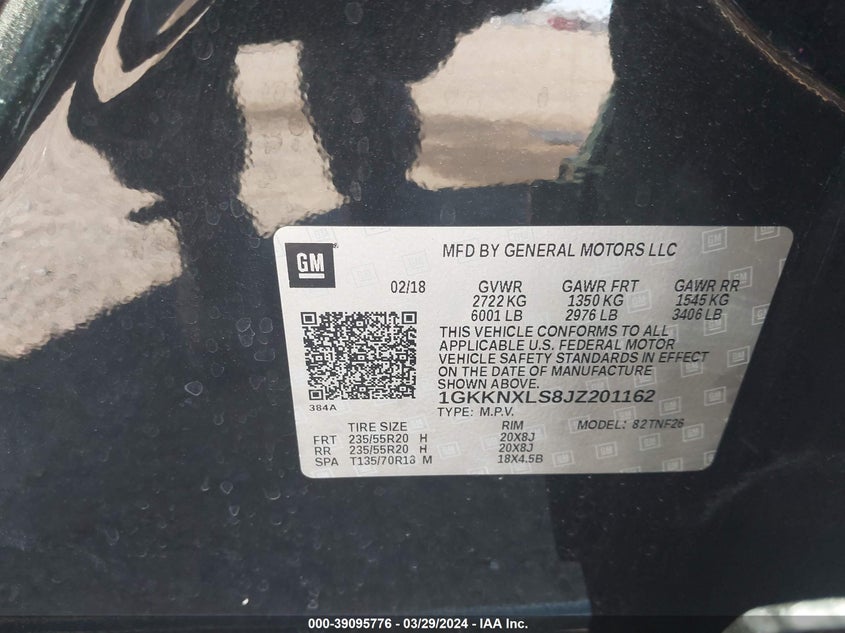 GM
MFD BY GENERAL MOTORS LLC
02/18 GVWR GAWR FRT GAWR RR
2722 KG 1350 KG 1545 KG
6001 LB 2976 LB 3406 LB
THIS VEHICLE CONFORMS TO ALL
APPLICABLE U.S. FEDERAL MOTOR
VEHICLE SAFETY STANDARDS IN EFFECT
ON THE DATE OF MANUFACTURE
SHOWN ABOVE.
384A
1GKKNXLS8JZ201162
TYPE: M.P.V.
TIRE SIZE RIM MODEL: 82TNF26
FRT 235/55R20 H 20X8J
RR 235/55R20 H 20X8J
SPA T135/70R18 M 18X4.5B
000-39095776 - 03/29/2024 - IAA Inc.